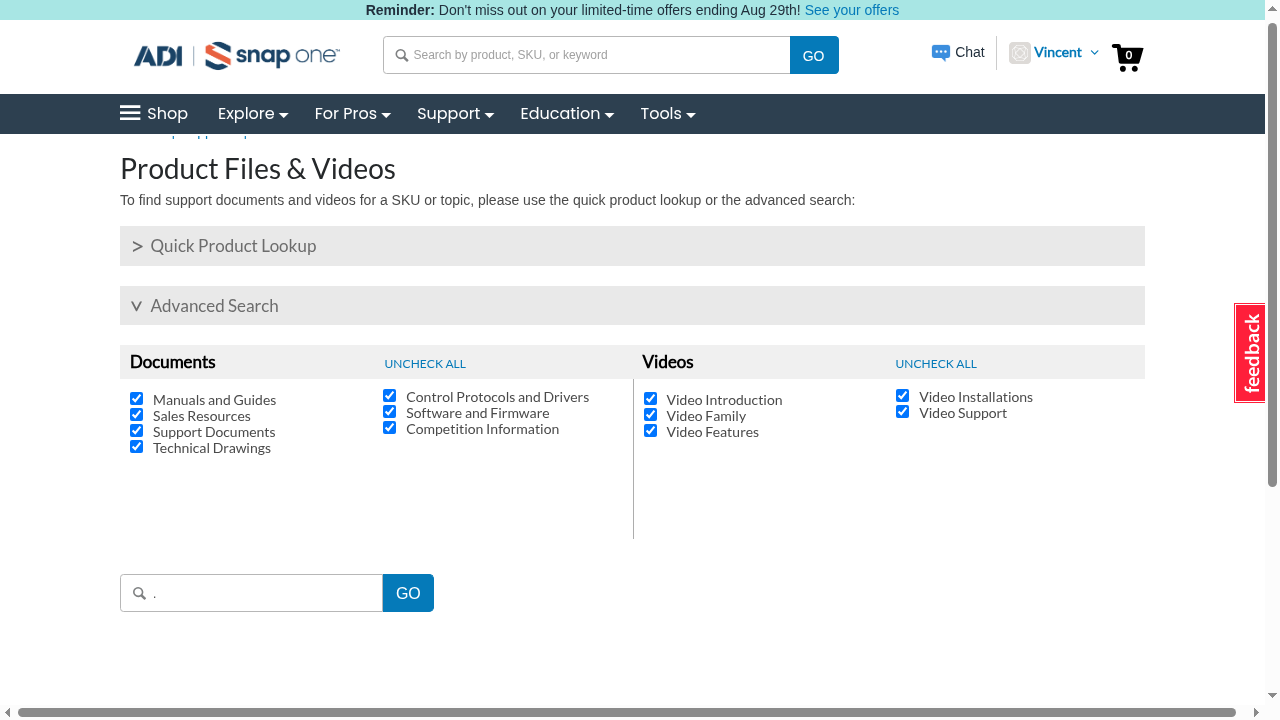 Reminder: Don't miss out on your limited-time offers ending Aug 29th! See your offers
ADI | snap one™
Search by product, SKU, or keyword
GO
Chat
Vincent
0
Shop
Explore
For Pros
Support
Education
Tools
Product Files & Videos
To find support documents and videos for a SKU or topic, please use the quick product lookup or the advanced search:
> Quick Product Lookup
Advanced Search
Documents
UNCHECK ALL
Videos
UNCHECK ALL
Manuals and Guides
Sales Resources
Support Documents
Technical Drawings
Control Protocols and Drivers
Software and Firmware
Competition Information
Video Introduction
Video Family
Video Features
Video Installations
Video Support
feedback
.
GO